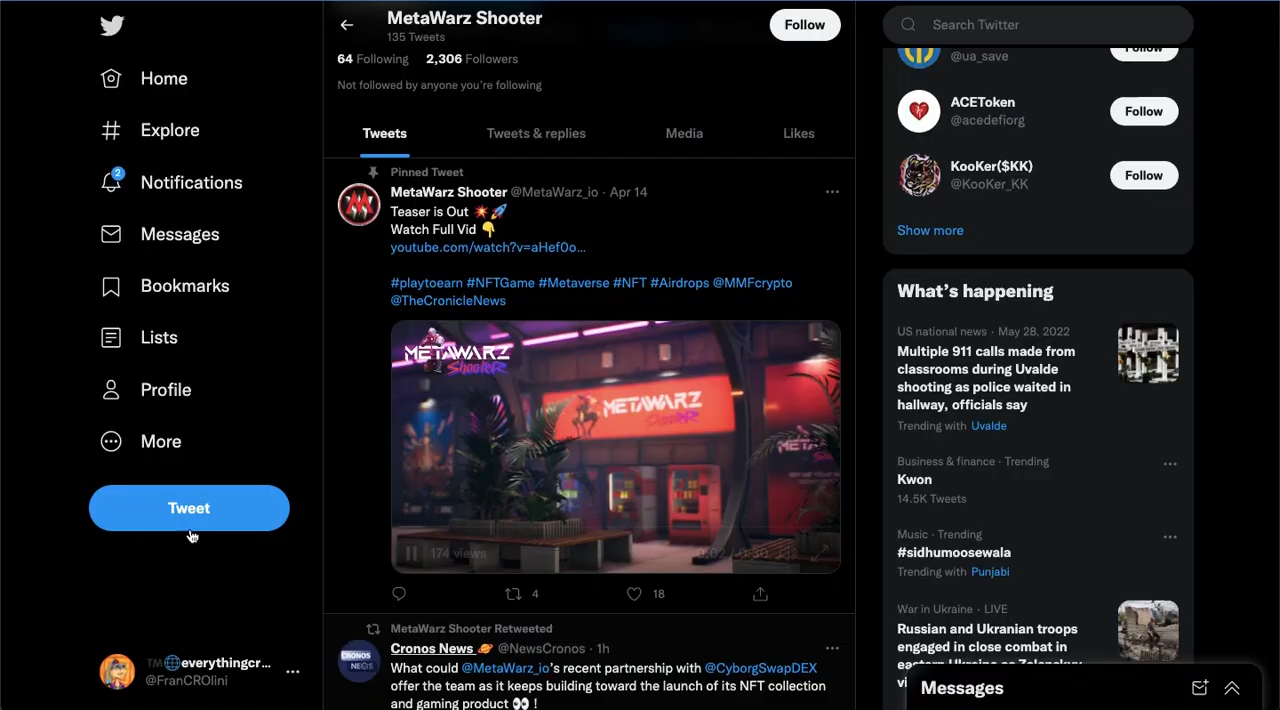 Home
Explore
2
Notifications
Messages
Bookmarks
Lists
Profile
More
Tweet
TM🌐everythingcr...
@FranCROlini
MetaWarz Shooter
135 Tweets
Follow
64 Following 2,306 Followers
Not followed by anyone you're following
Tweets
Tweets & replies
Media
Likes
Pinned Tweet
MetaWarz Shooter @MetaWarz_io · Apr 14
Teaser is Out 💥🚀
Watch Full Vid 👇
youtube.com/watch?v=aHef0o...
#playtoearn #NFTGame #Metaverse #NFT #Airdrops @MMFcrypto
@TheCronicleNews
METAWARZ
ShooteR
METAWARZ
174 views
4
18
MetaWarz Shooter Retweeted
CRONOS
NEWS
Cronos News 🪐 @NewsCronos · 1h
What could @MetaWarz_io's recent partnership with @CyborgSwapDEX
offer the team as it keeps building toward the launch of its NFT collection
and gaming product 👀 !
Search Twitter
@ua_save
Follow
ACEToken
@acedefiorg
Follow
KooKer($KK)
@KooKer_KK
Follow
Show more
What's happening
US national news · May 28, 2022
Multiple 911 calls made from
classrooms during Uvalde
shooting as police waited in
hallway, officials say
Trending with Uvalde
Business & finance · Trending
Kwon
14.5K Tweets
Music · Trending
#sidhumoosewala
Trending with Punjabi
War in Ukraine · LIVE
Russian and Ukranian troops
engaged in close combat in
Messages